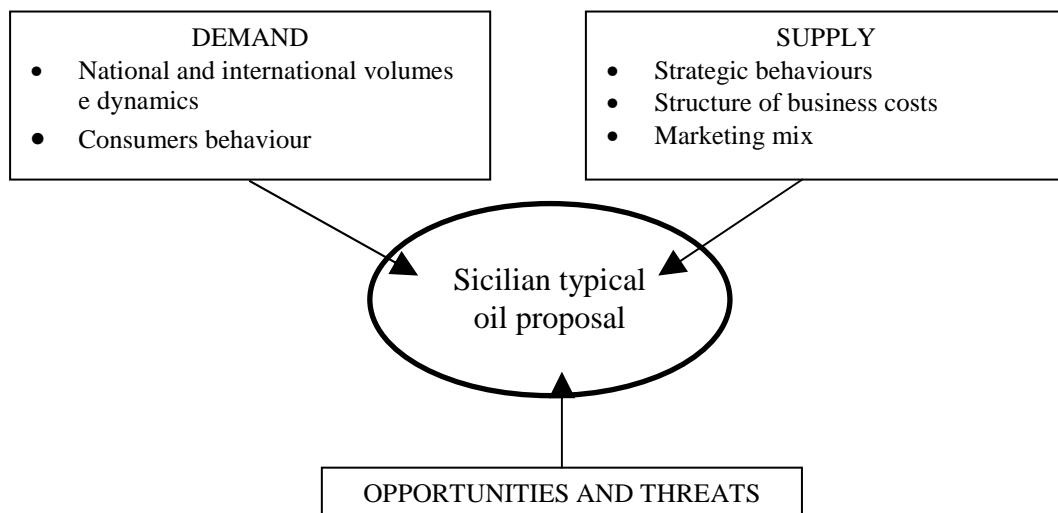 DEMAND
• National and international volumes
e dynamics
• Consumers behaviour
SUPPLY
• Strategic behaviours
• Structure of business costs
• Marketing mix
Sicilian typical
oil proposal
OPPORTUNITIES AND THREATS